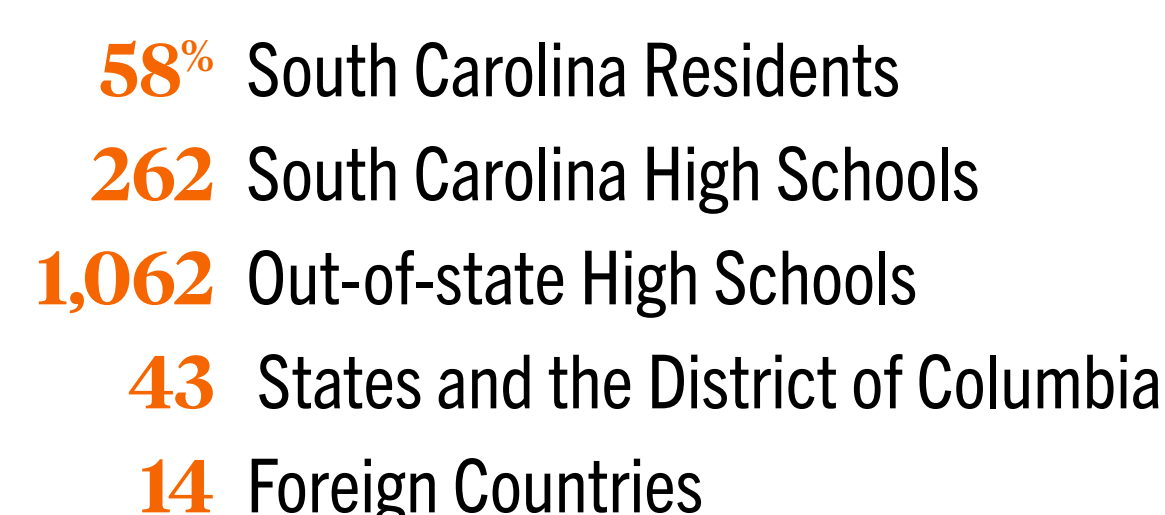 58% South Carolina Residents
262 South Carolina High Schools
1,062 Out-of-state High Schools
43 States and the District of Columbia
14 Foreign Countries